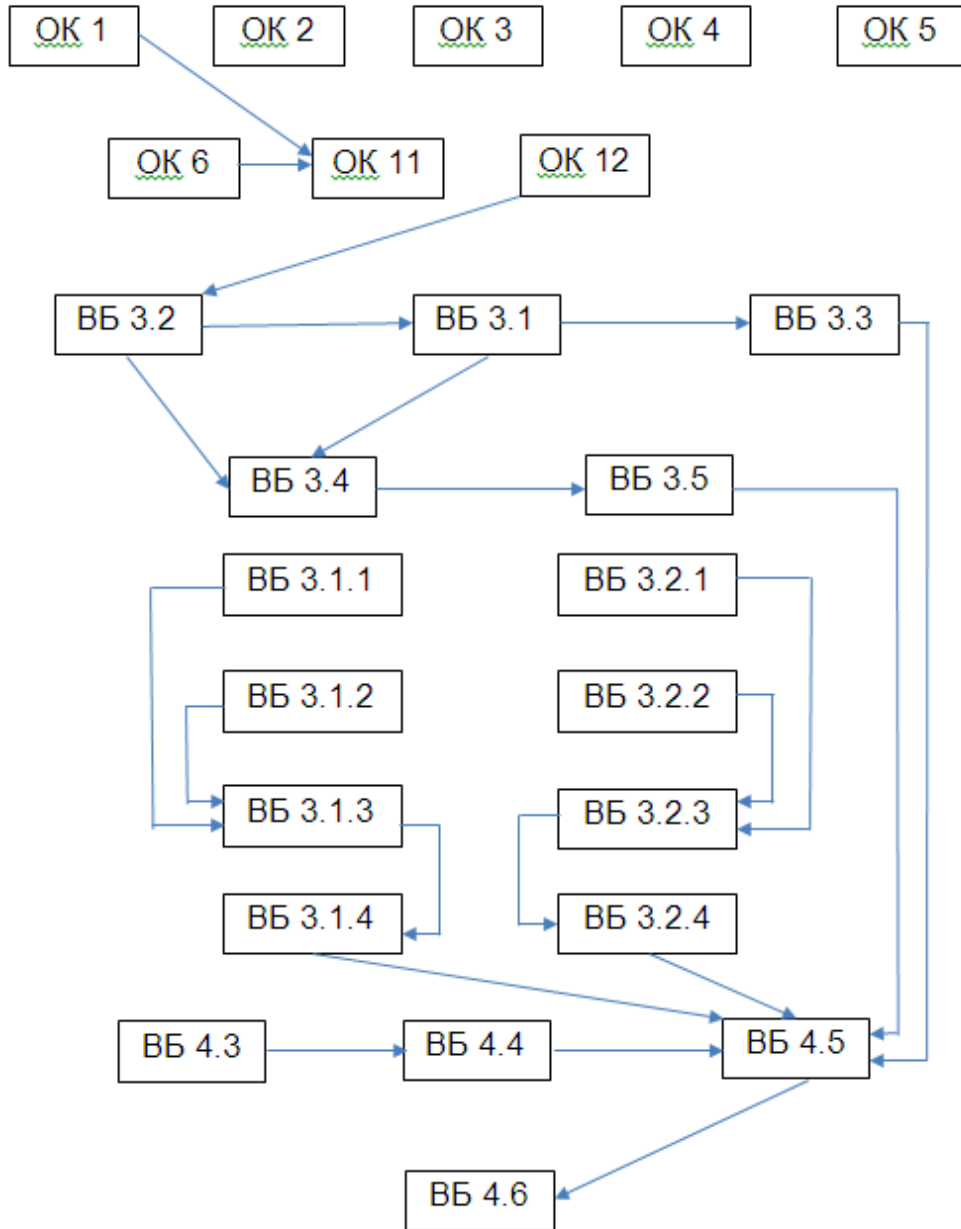 ОК 1
ОК 2
ОК 3
ОК 4
ОК 5
ОК 6
ОК 11
ОК 12
ВБ 3.2
ВБ 3.1
ВБ 3.3
ВБ 3.4
ВБ 3.5
ВБ 3.1.1
ВБ 3.2.1
ВБ 3.1.2
ВБ 3.2.2
ВБ 3.1.3
ВБ 3.2.3
ВБ 3.1.4
ВБ 3.2.4
ВБ 4.3
ВБ 4.4
ВБ 4.5
ВБ 4.6